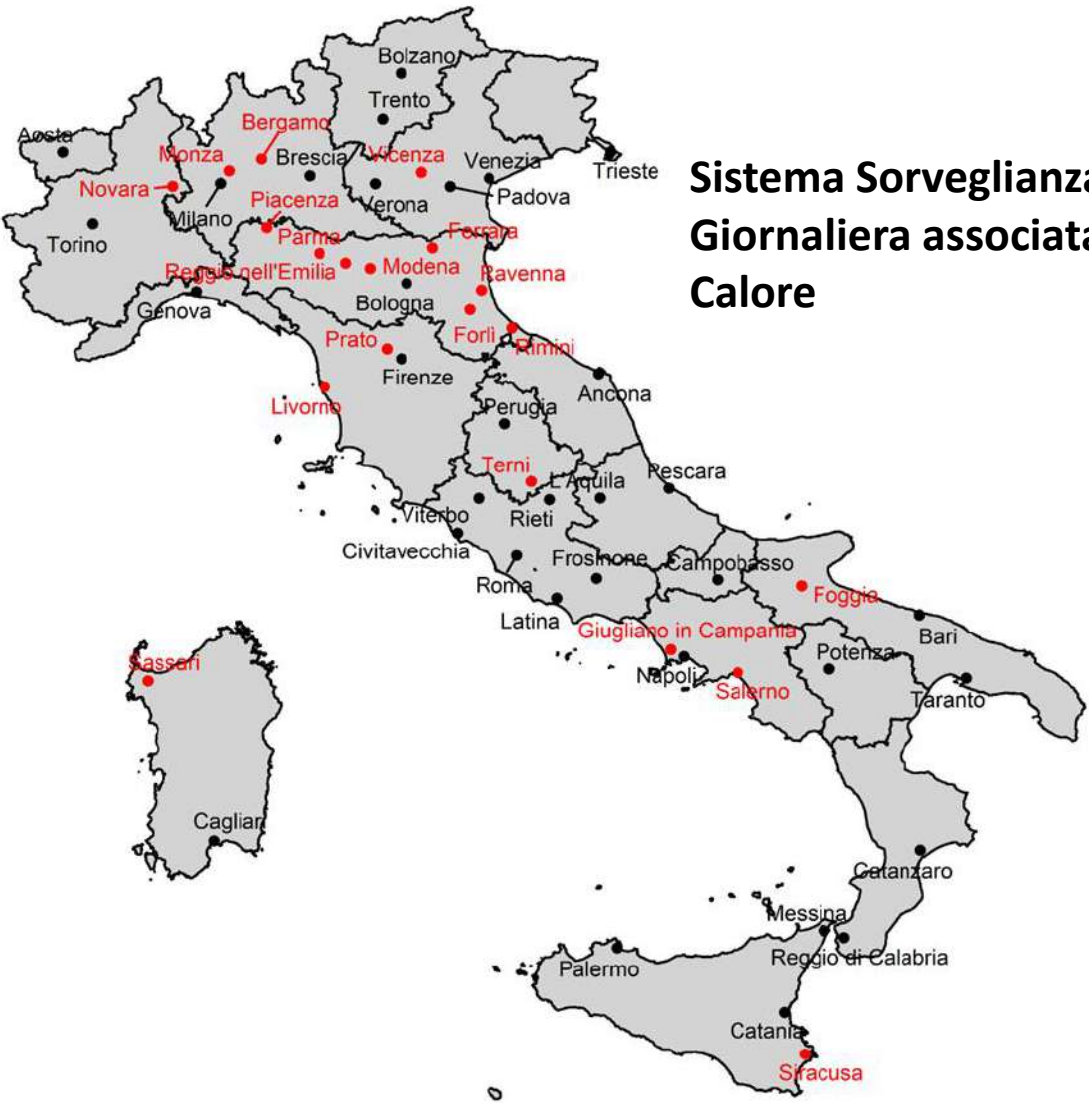 Bolzano
Trento
Bergamo
Aosta
Monza
Brescia
Vicenza
Venezia
Trieste
Novara
Padova
Piacenza
Verona
Milano
Torino
Parma
Ferrara
Reggio nell'Emilia
Modena
Ravenna
Bologna
Genova
Forlì
Rimini
Prato
Firenze
Ancona
Livorno
Perugia
Terni
L'Aquila
Pescara
Viterbo
Rieti
Civitavecchia
Frosinone
Campobasso
Roma
Foggia
Latina
Giugliano in Campania
Bari
Potenza
Napoli
Salerno
Taranto
Sassari
Cagliari
Catanzaro
Messina
Reggio di Calabria
Palermo
Catania
Siracusa
Sistema Sorveglianza
Giornaliera associata
Calore